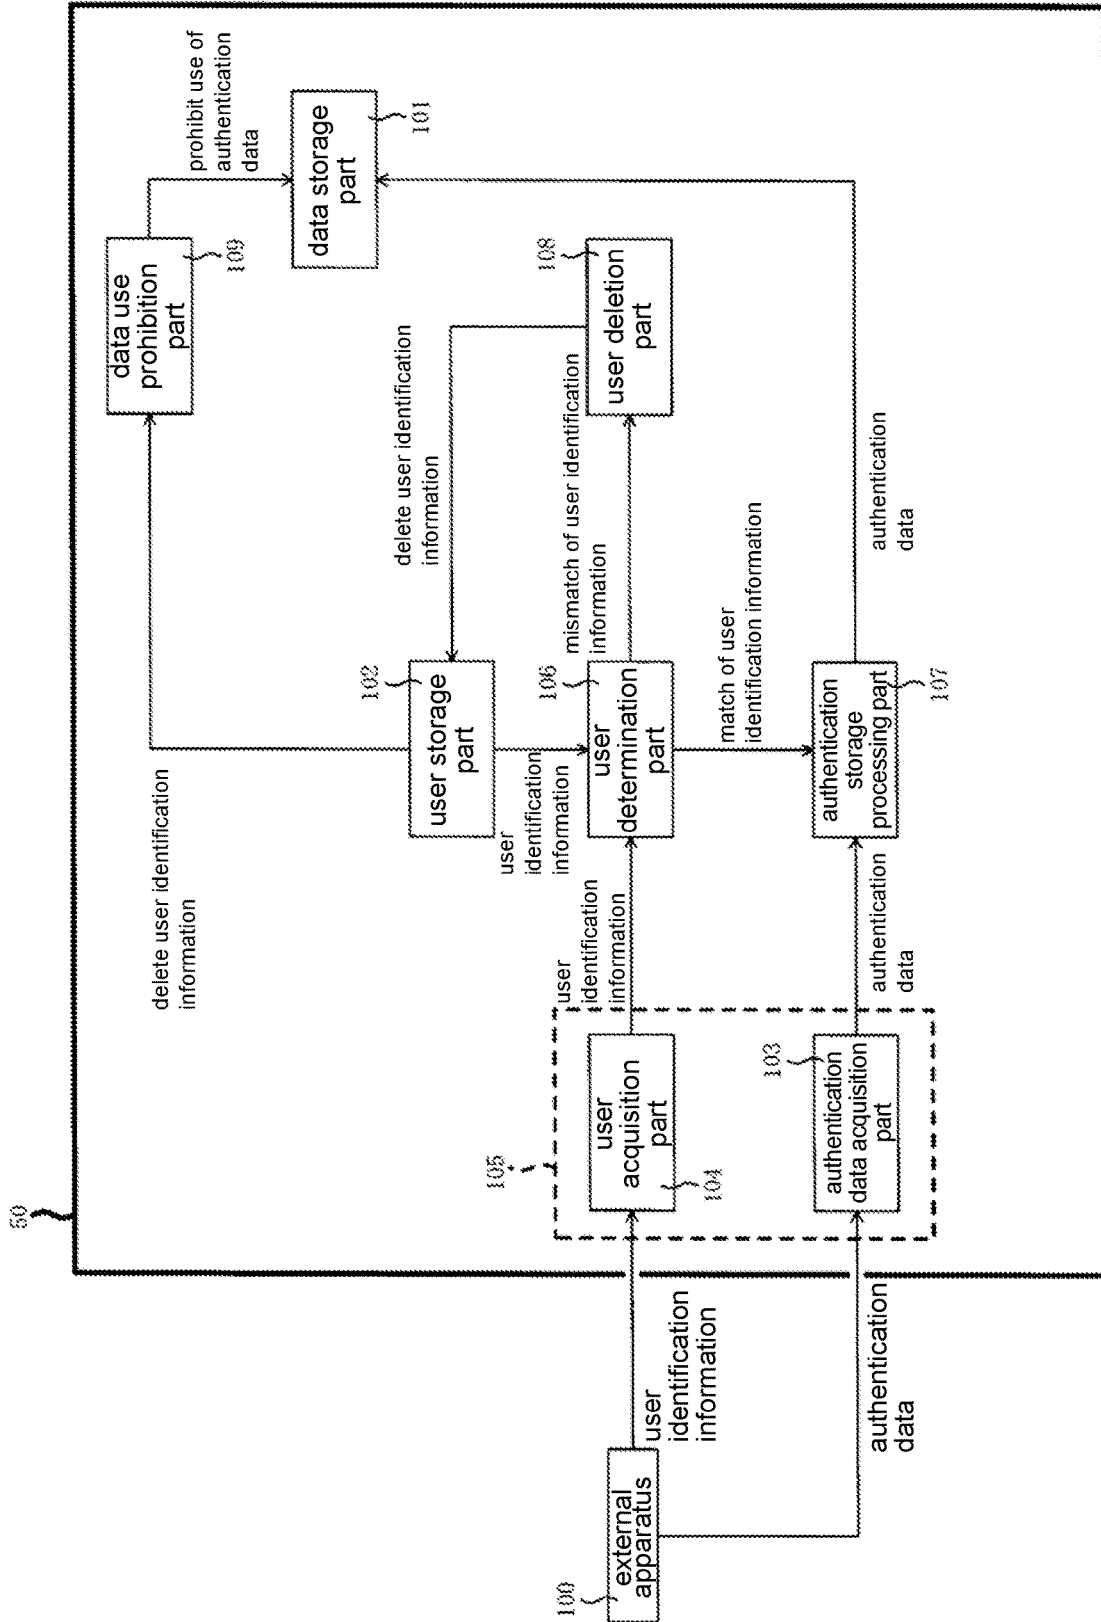 50
prohibit use of
authentication
data
data use
prohibition
part
109
data storage
part
101
delete user identification
information
delete user identification
information
user storage
part
102
user deletion
part
108
user
identification
information
mismatch of user identification
information
user
determination
part
106
match of user
identification information
authentication
storage
processing part
107
authentication
data
user
identification
information
authentication
data
105
user
acquisition
part
104
authentication
data acquisition
part
103
user
identification
information
authentication
data
external
apparatus
100